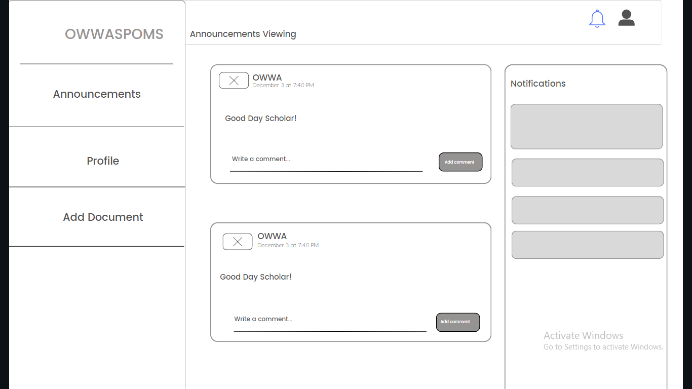 OWWASPOMS
Announcements
Profile
Add Document
Announcements Viewing
OWWA
December 3 at 7:40 PM
Good Day Scholar!
Write a comment...
Add comment
OWWA
December 3 at 7:40 PM
Good Day Scholar!
Write a comment...
Add comment
Notifications
Activate Windows
Go to Settings to activate Windows.